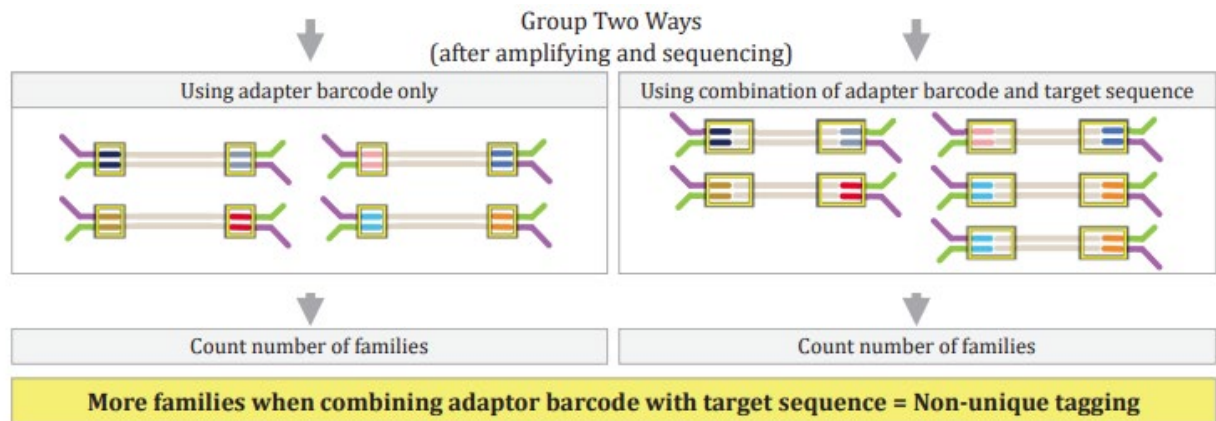 Group Two Ways
(after amplifying and sequencing)
Using adapter barcode only
Using combination of adapter barcode and target sequence
Count number of families
Count number of families
More families when combining adaptor barcode with target sequence = Non-unique tagging